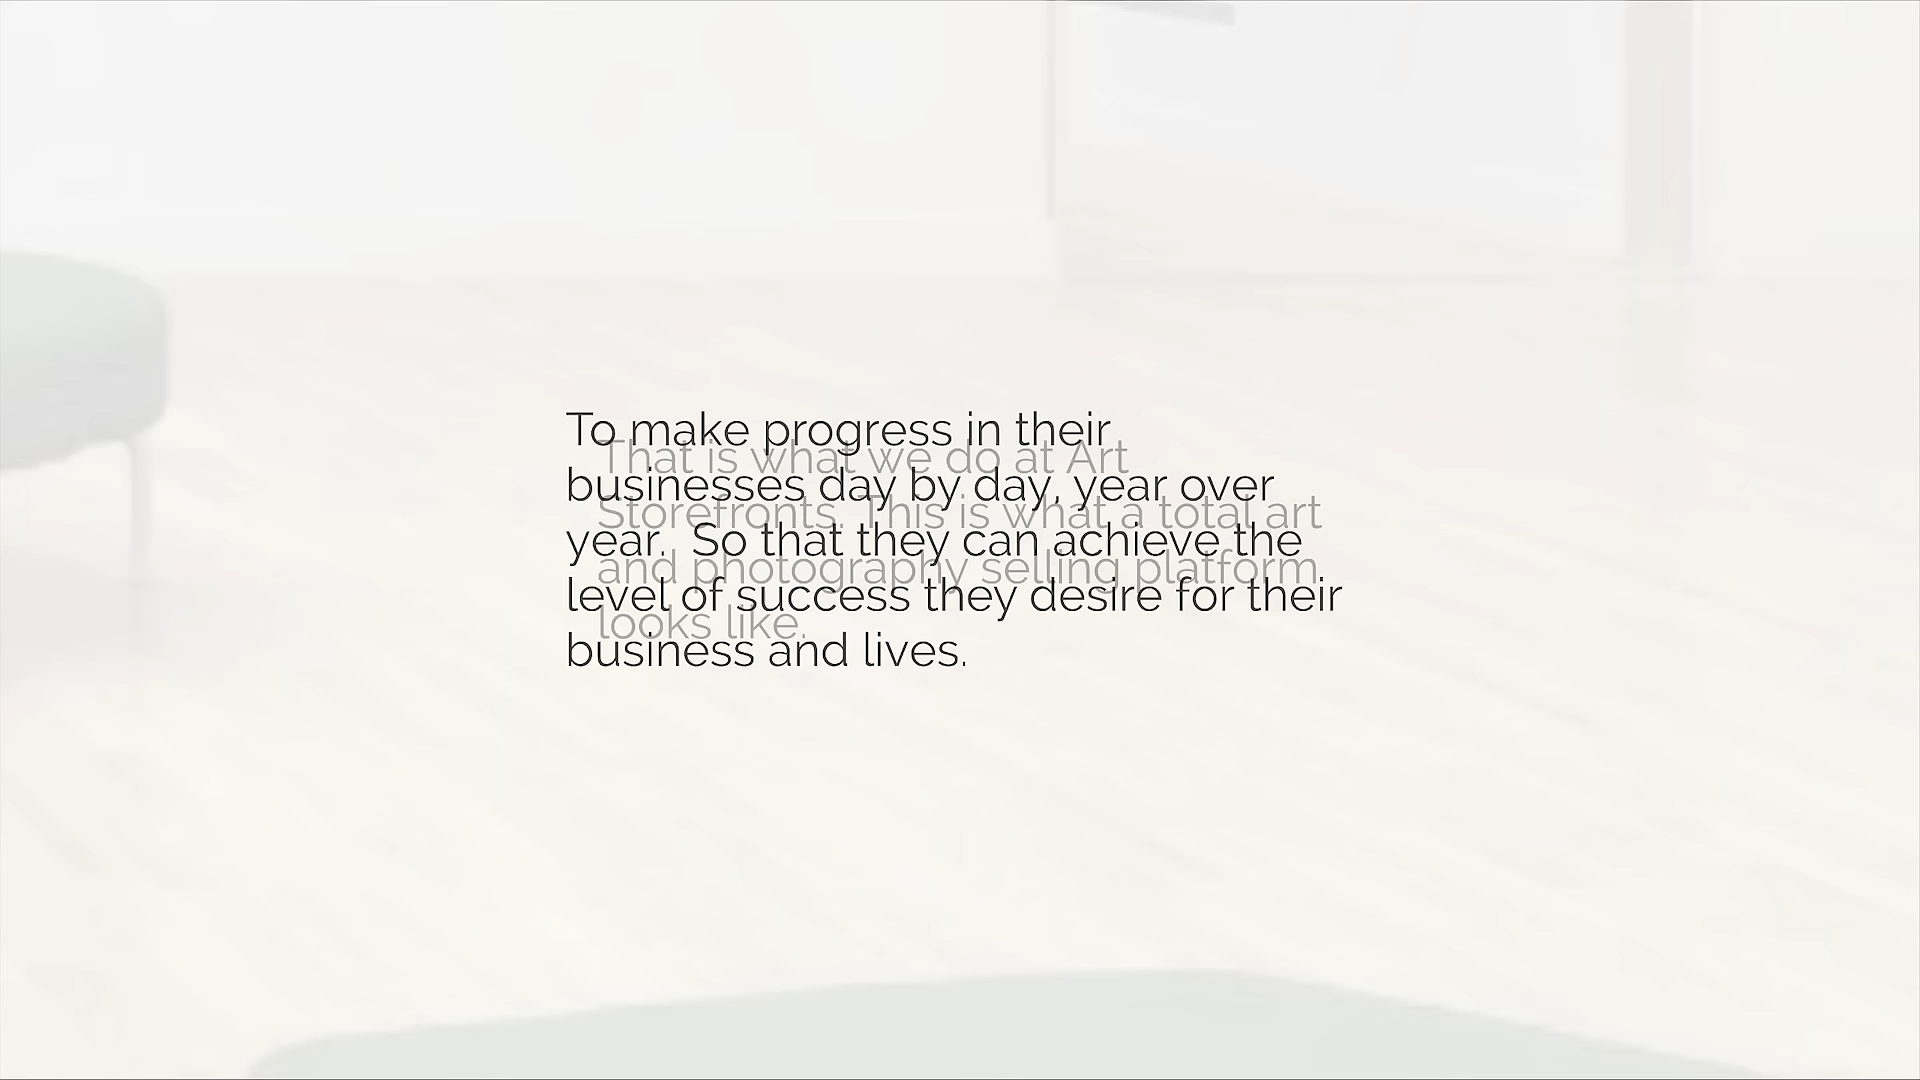 To make progress in their
businesses day by day, year over
year.  So that they can achieve the
level of success they desire for their
business and lives.
That is what we do at Art
Storefronts. This is what a total art
and photography selling platform
looks like.